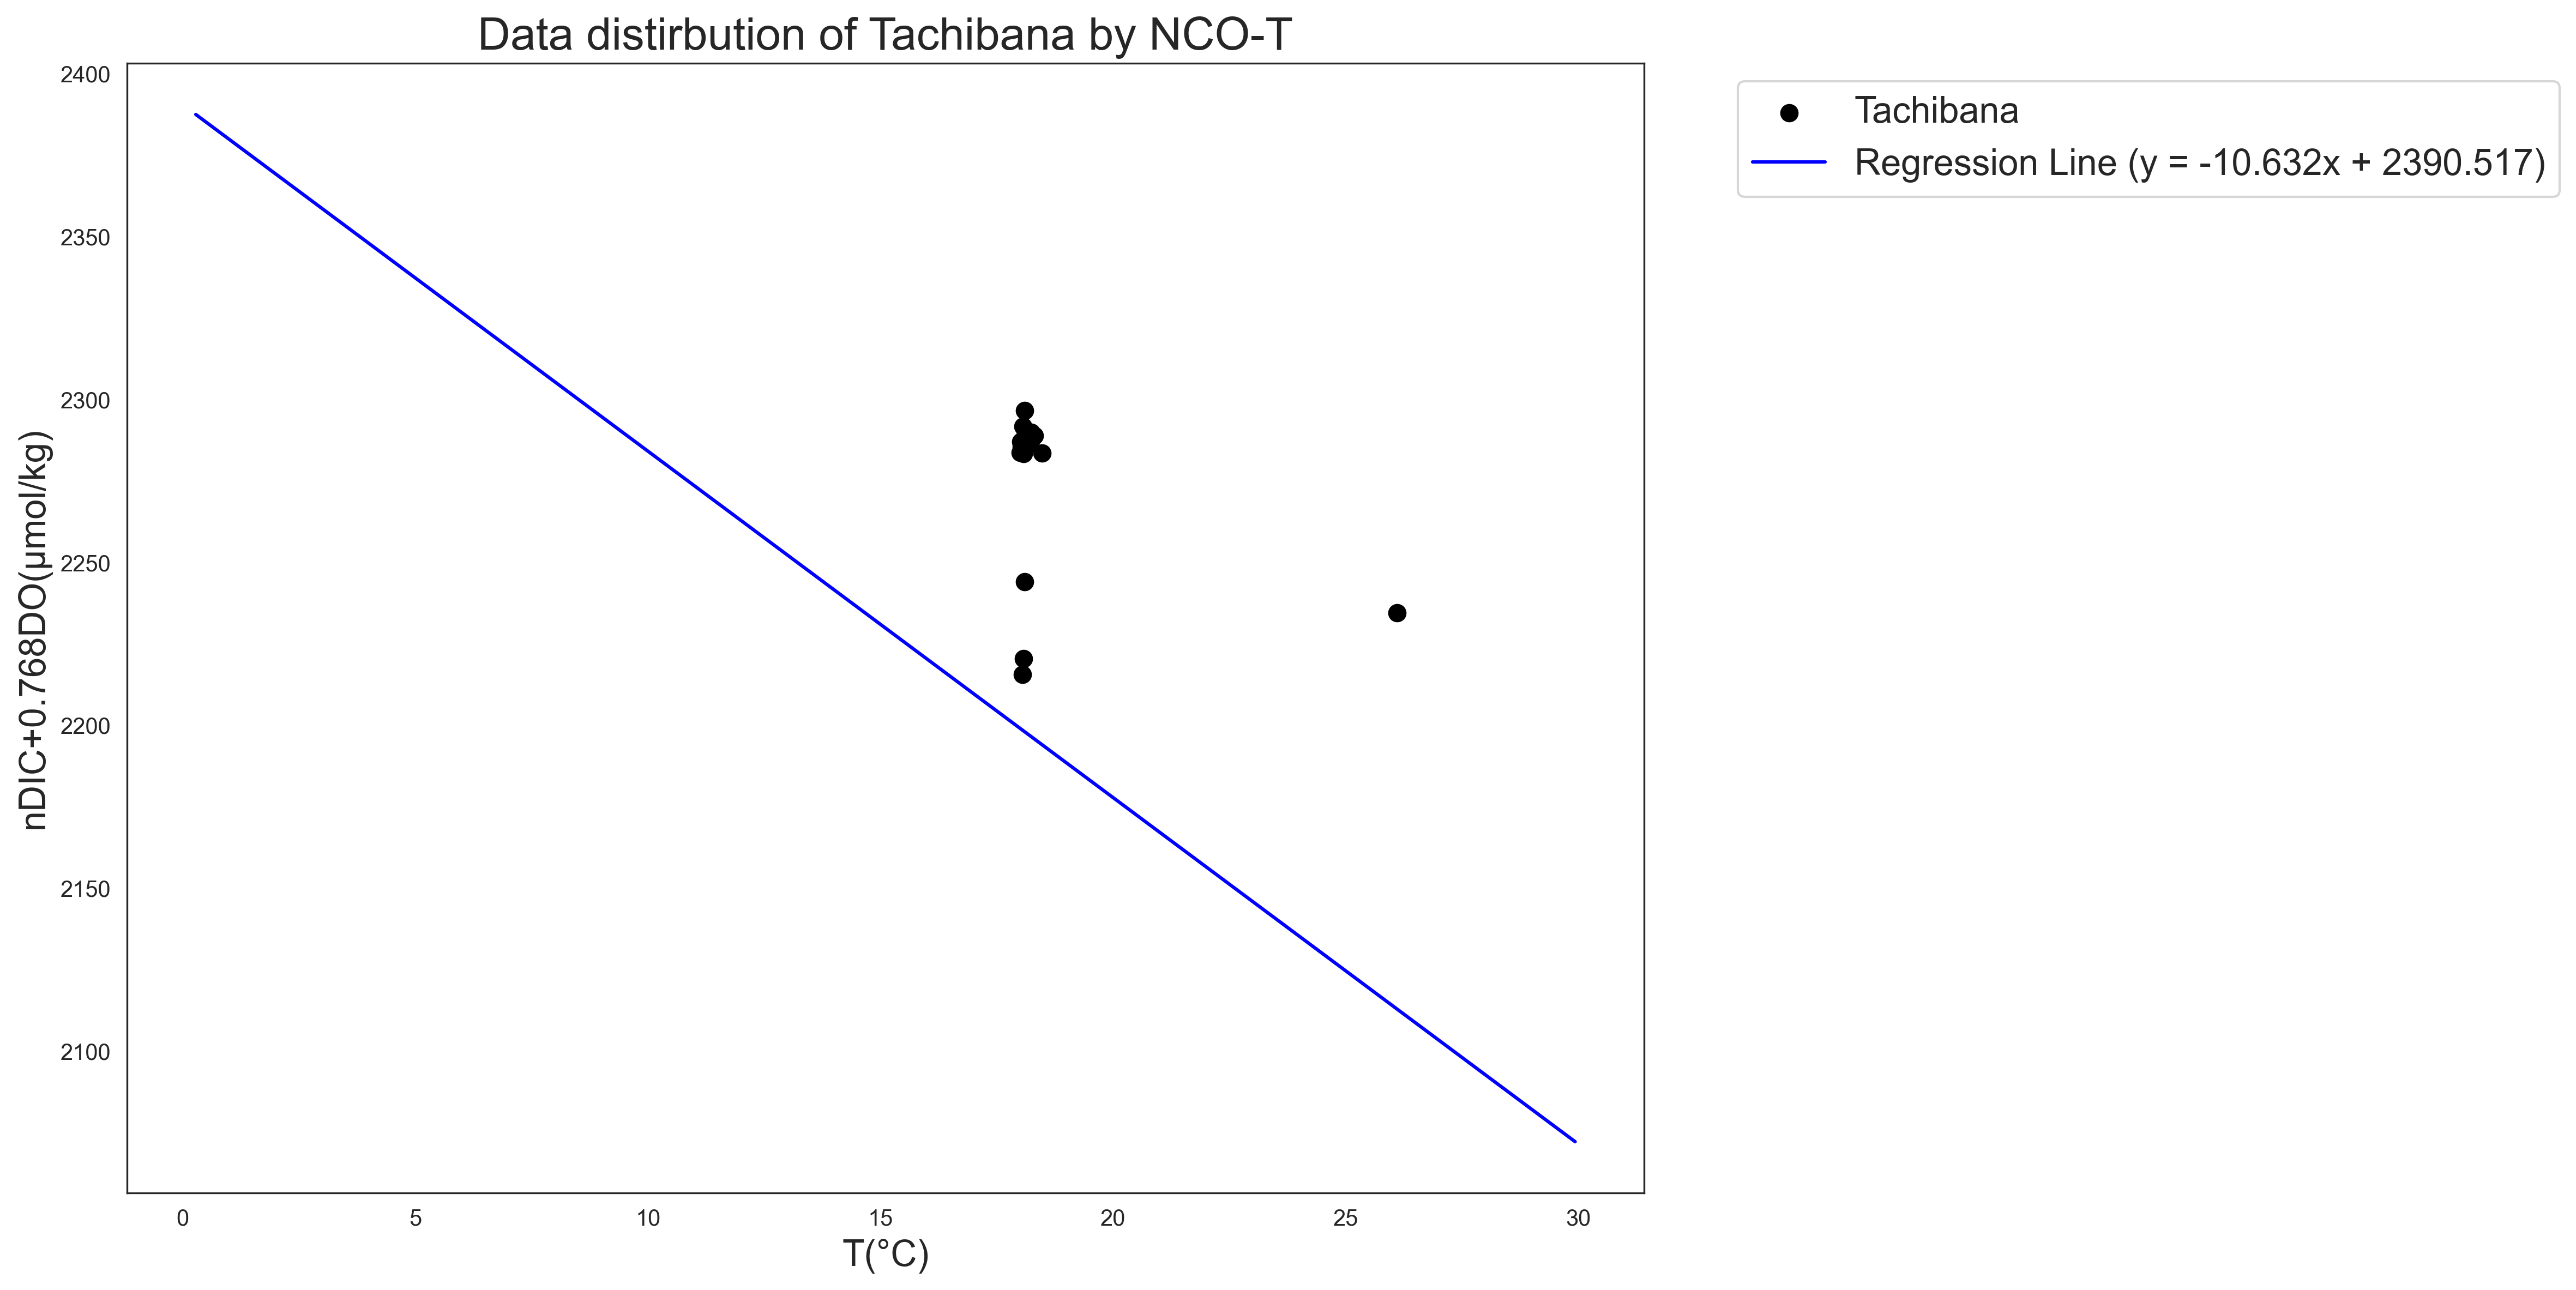 Data distirbution of Tachibana by NCO-T
Tachibana
Regression Line (y = -10.632x + 2390.517)
nDIC+0.768DO(μmol/kg)
2400
2350
2300
2250
2200
2150
2100
0 5 10 15 20 25 30
T(°C)